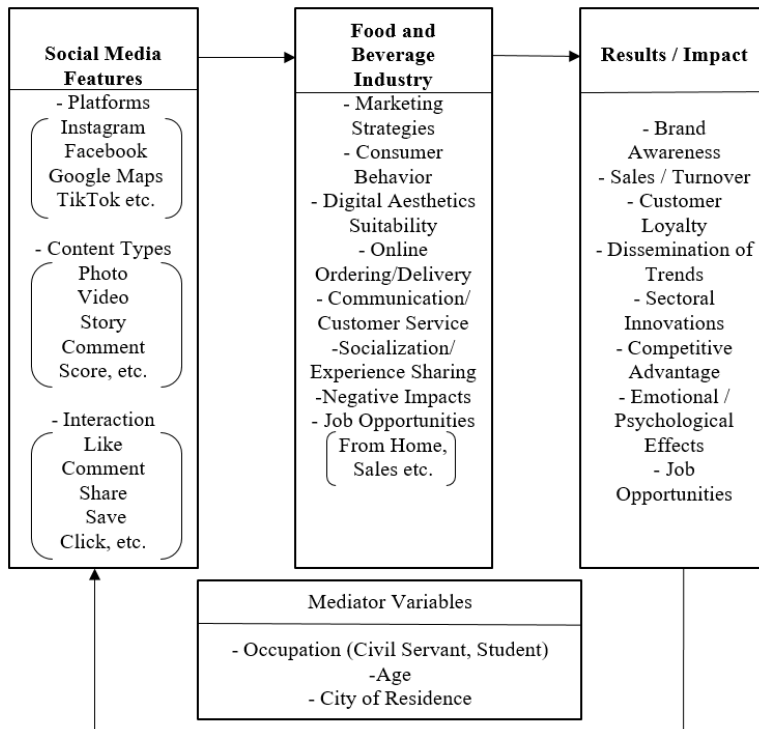 Social Media
Features
- Platforms
Instagram
Facebook
Google Maps
TikTok etc.
- Content Types
Photo
Video
Story
Comment
Score, etc.
- Interaction
Like
Comment
Share
Save
Click, etc.
Food and
Beverage
Industry
- Marketing
Strategies
- Consumer
Behavior
- Digital Aesthetics
Suitability
- Online
Ordering/Delivery
- Communication/
Customer Service
-Socialization/
Experience Sharing
-Negative Impacts
- Job Opportunities
From Home,
Sales etc.
Results / Impact
- Brand
Awareness
- Sales / Turnover
- Customer
Loyalty
- Dissemination of
Trends
- Sectoral
Innovations
- Competitive
Advantage
- Emotional /
Psychological
Effects
- Job
Opportunities
Mediator Variables
- Occupation (Civil Servant, Student)
-Age
- City of Residence